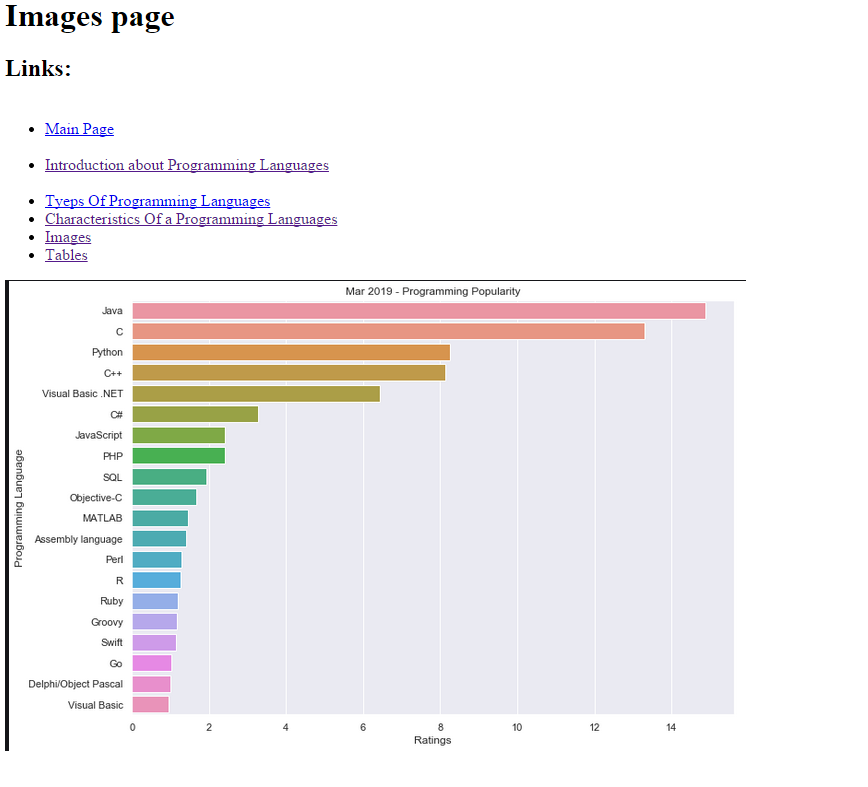 Images page
Links:
Main Page
Introduction about Programming Languages
Tyeps Of Programming Languages
Characteristics Of a Programming Languages
Images
Tables
Mar 2019 - Programming Popularity
Programming Language
Java
C
Python
C++
Visual Basic .NET
C#
JavaScript
PHP
SQL
Objective-C
MATLAB
Assembly language
Perl
R
Ruby
Groovy
Swift
Go
Delphi/Object Pascal
Visual Basic
0 2 4 6 8 10 12 14
Ratings